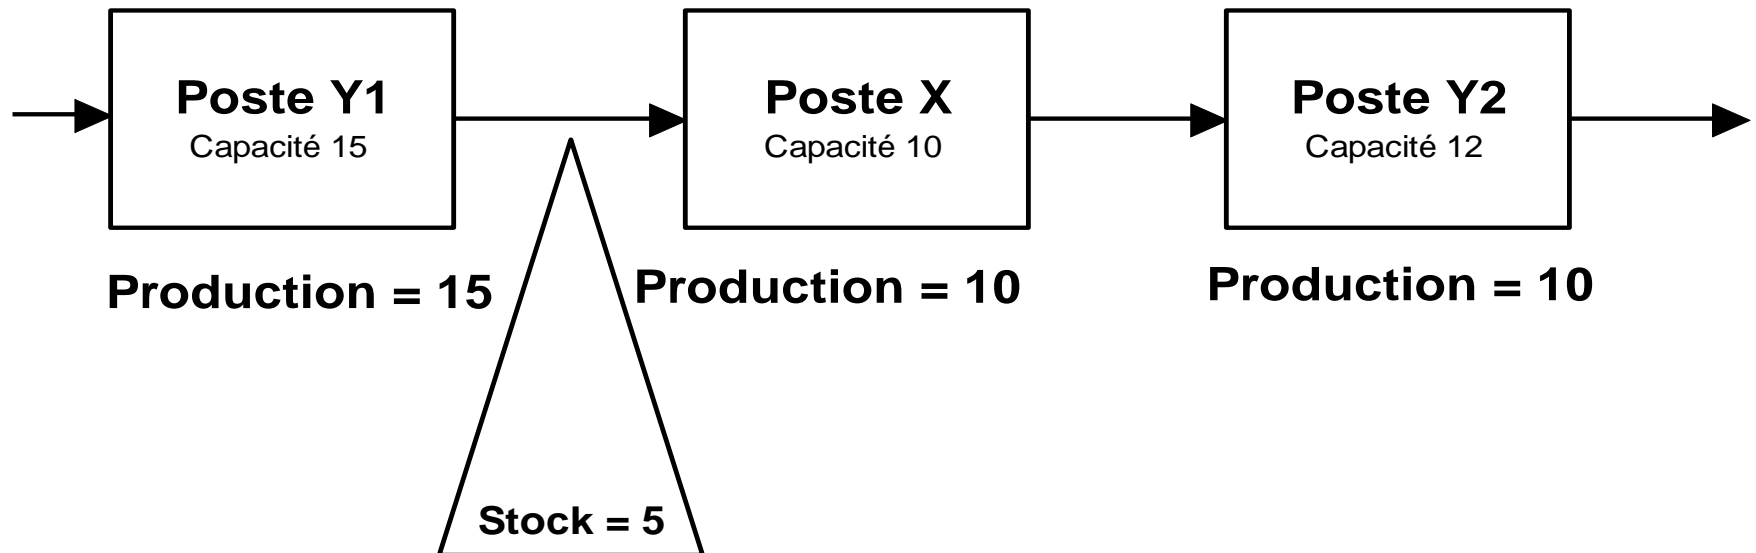 Poste Y1
Capacité 15
Poste X
Capacité 10
Poste Y2
Capacité 12
Production = 15
Production = 10
Production = 10
Stock = 5